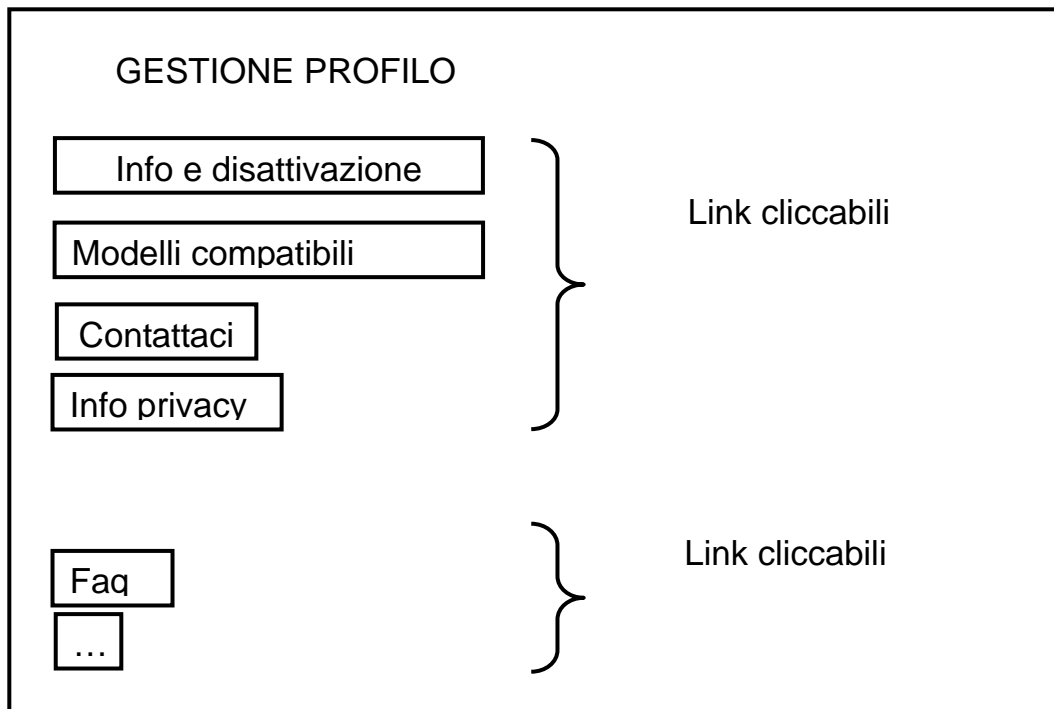 GESTIONE PROFILO
Info e disattivazione
Modelli compatibili
Link cliccabili
Contattaci
Info privacy
Link cliccabili
Faq
…